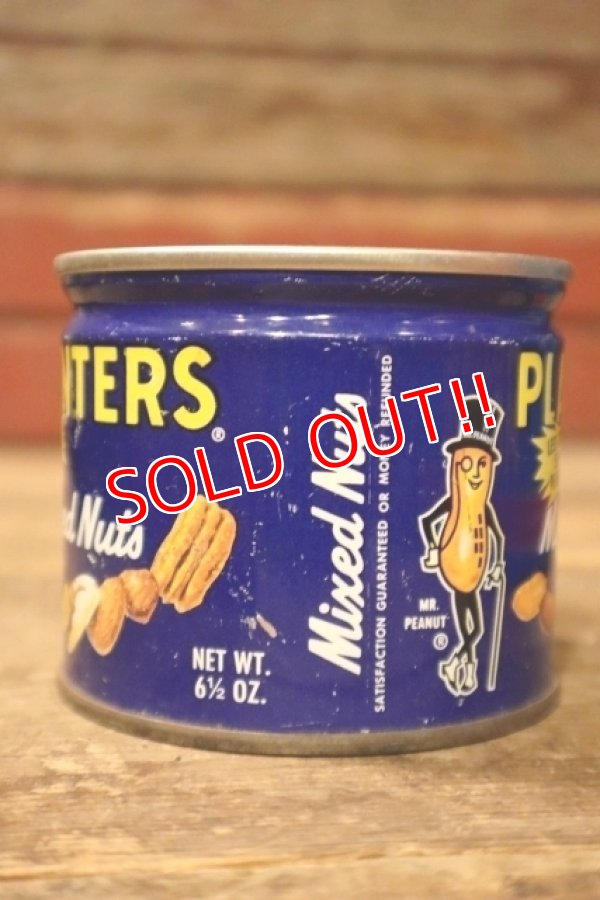 NTERS
®
d Nuts
NET WT.
6½ OZ.
Mixed Nuts
SATISFACTION GUARANTEED OR MONEY REFUNDED
MR.
PEANUT
®
PL
SOLD OUT!!